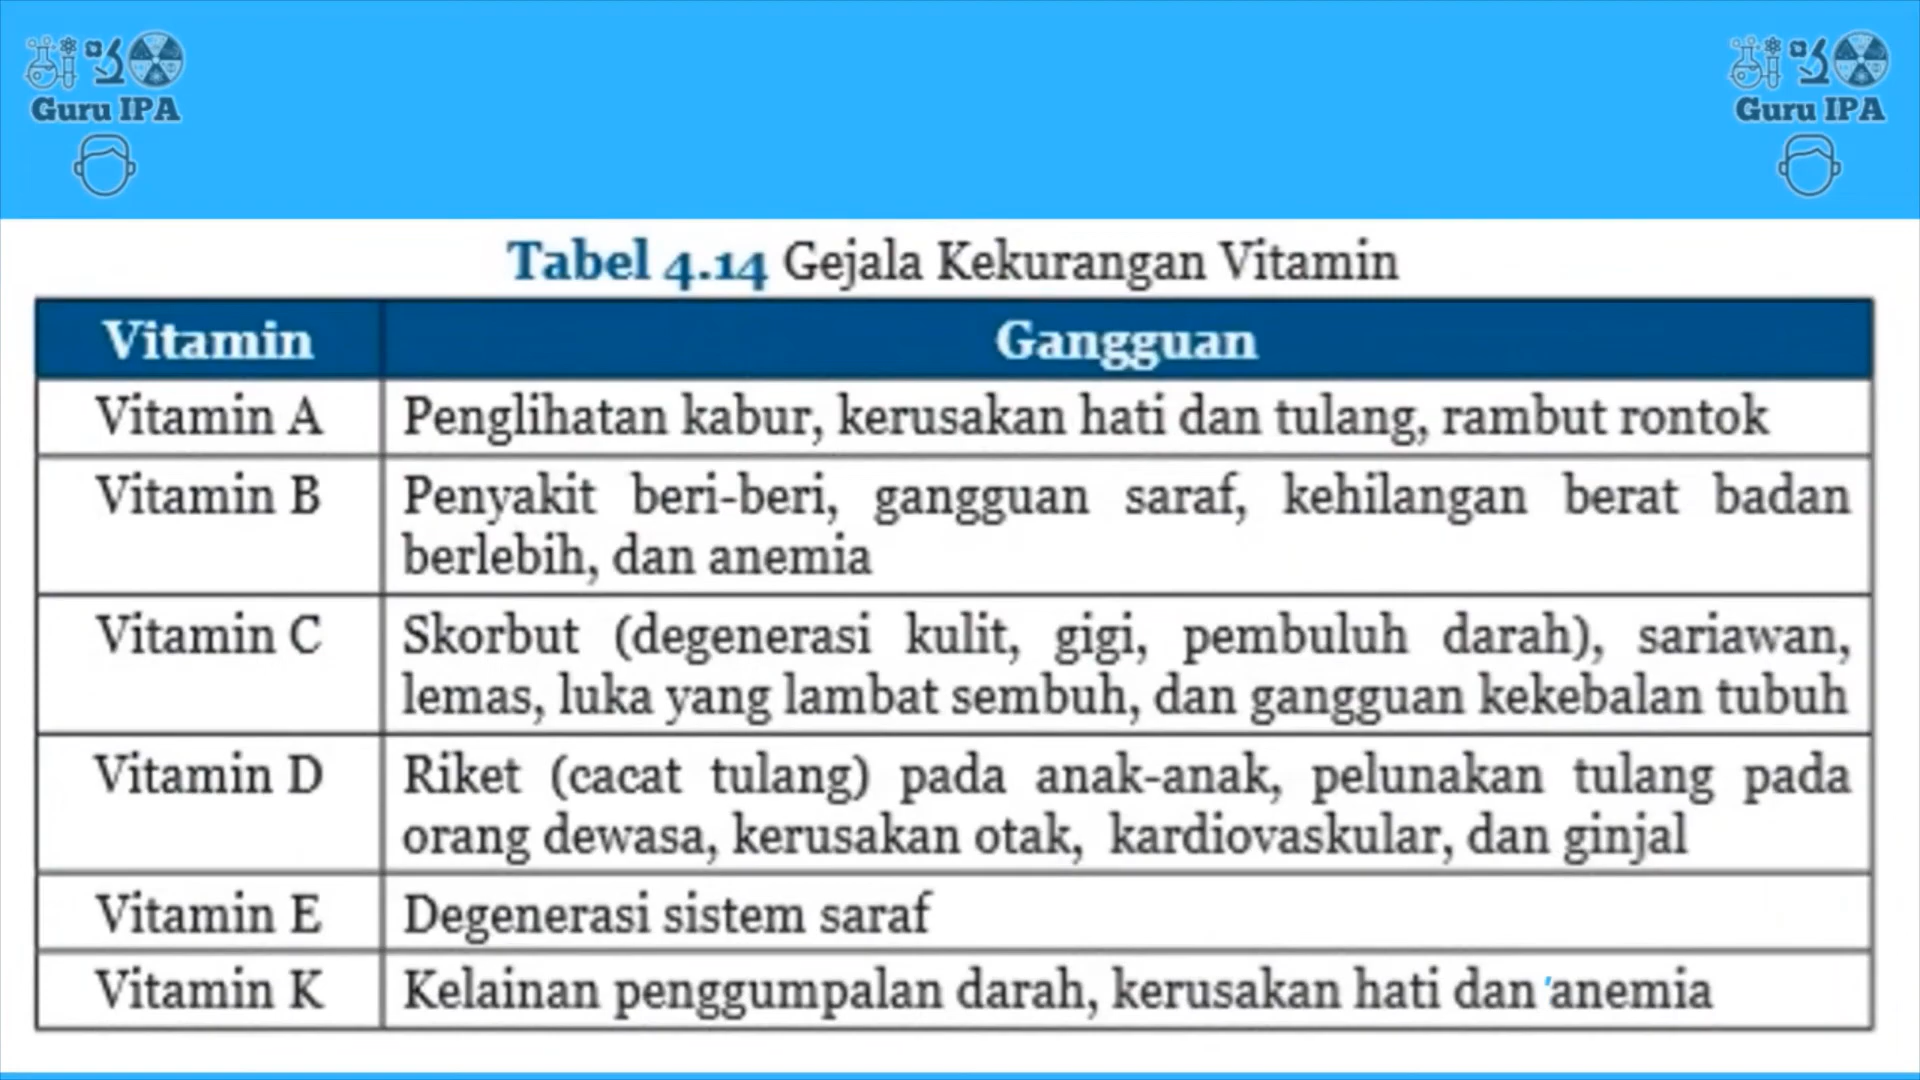 Guru IPA
Guru IPA
Tabel 4.14 Gejala Kekurangan Vitamin
Vitamin
Gangguan
Vitamin A
Penglihatan kabur, kerusakan hati dan tulang, rambut rontok
Vitamin B
Penyakit beri-beri, gangguan saraf, kehilangan berat badan
berlebih, dan anemia
Vitamin C
Skorbut (degenerasi kulit, gigi, pembuluh darah), sariawan,
lemas, luka yang lambat sembuh, dan gangguan kekebalan tubuh
Vitamin D
Riket (cacat tulang) pada anak-anak, pelunakan tulang pada
orang dewasa, kerusakan otak, kardiovaskular, dan ginjal
Vitamin E
Degenerasi sistem saraf
Vitamin K
Kelainan penggumpalan darah, kerusakan hati dan anemia